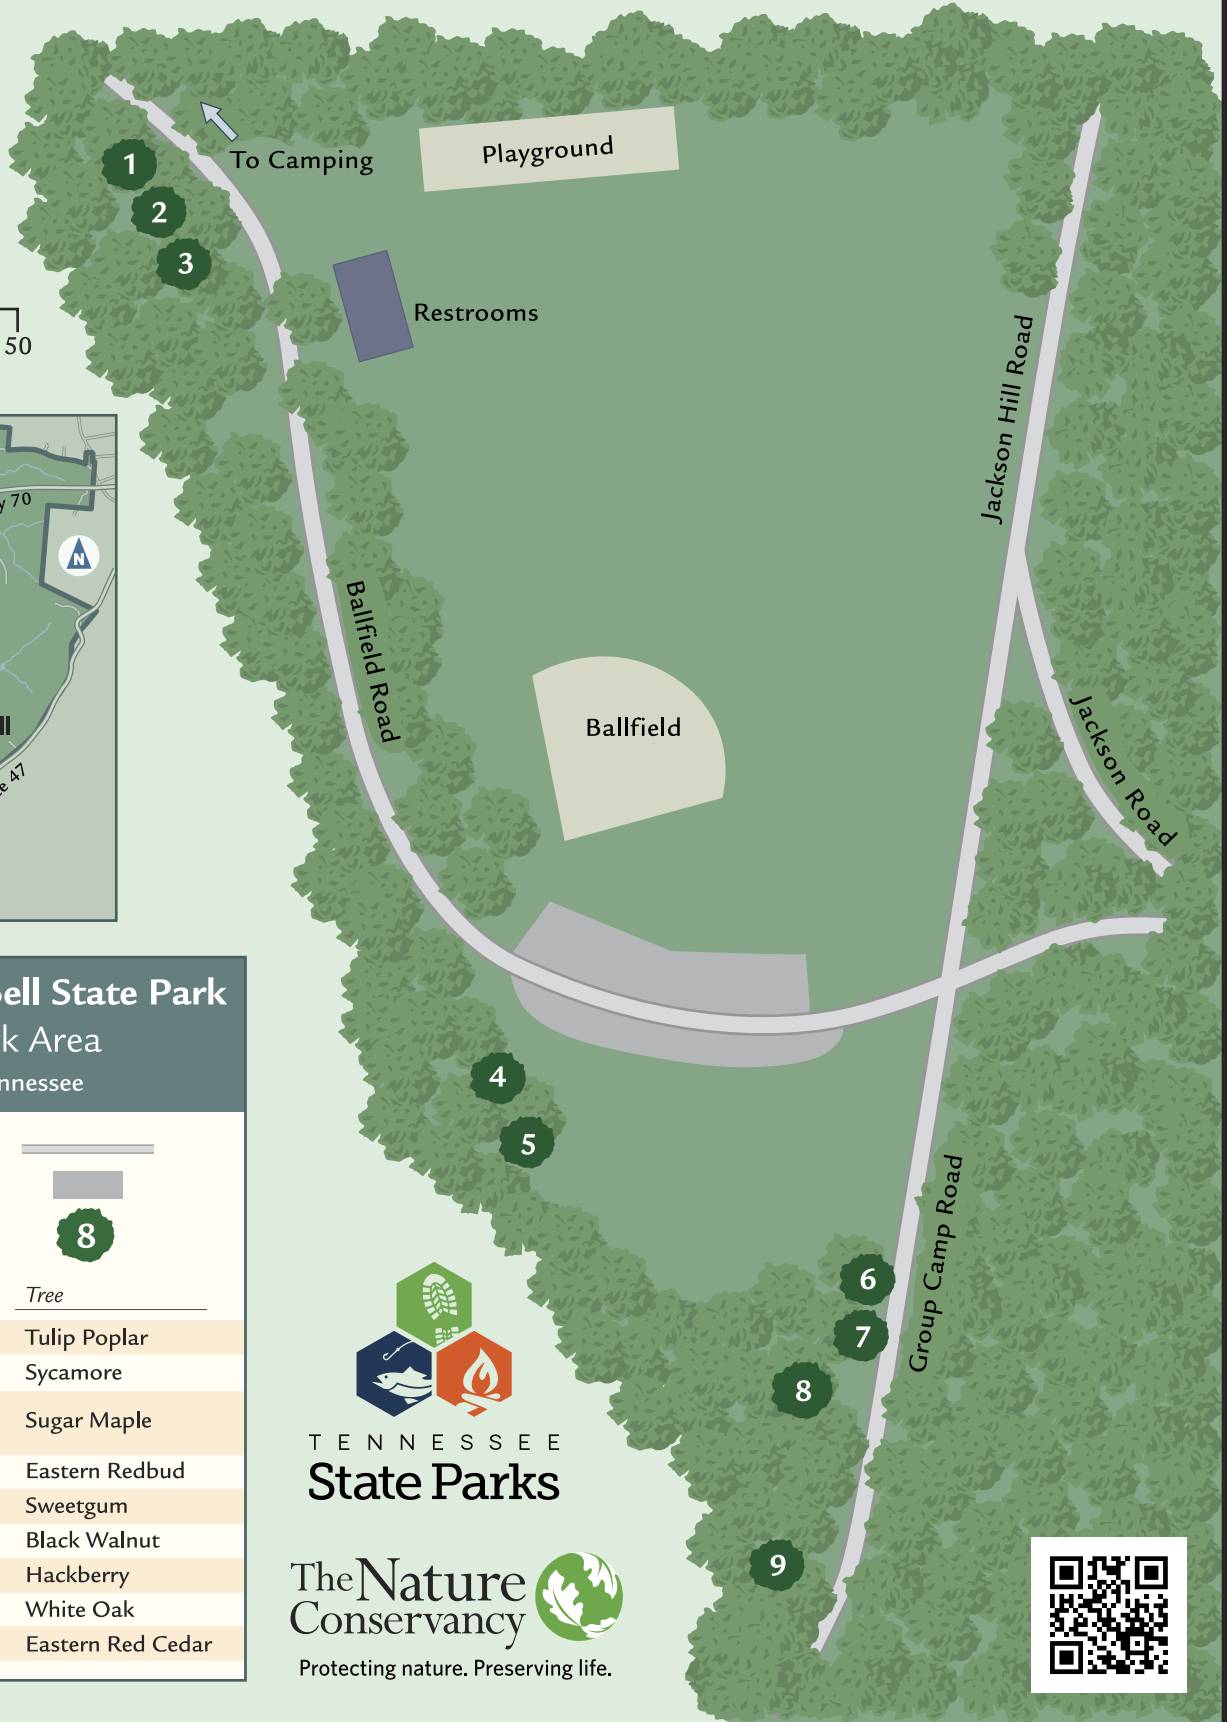 To Camping
Playground
1
2
3
Restrooms
50
Jackson Hill Road
y 70
N
Ballfield Road
Ballfield
ll
Jackson Road
e 47
Bell State Park
k Area
nnessee
4
5
8
Tree
Tulip Poplar
Sycamore
Sugar Maple
Eastern Redbud
Sweetgum
Black Walnut
Hackberry
White Oak
Eastern Red Cedar
Group Camp Road
6
7
8
9
TENNESSEE
State Parks
The Nature
Conservancy
Protecting nature. Preserving life.